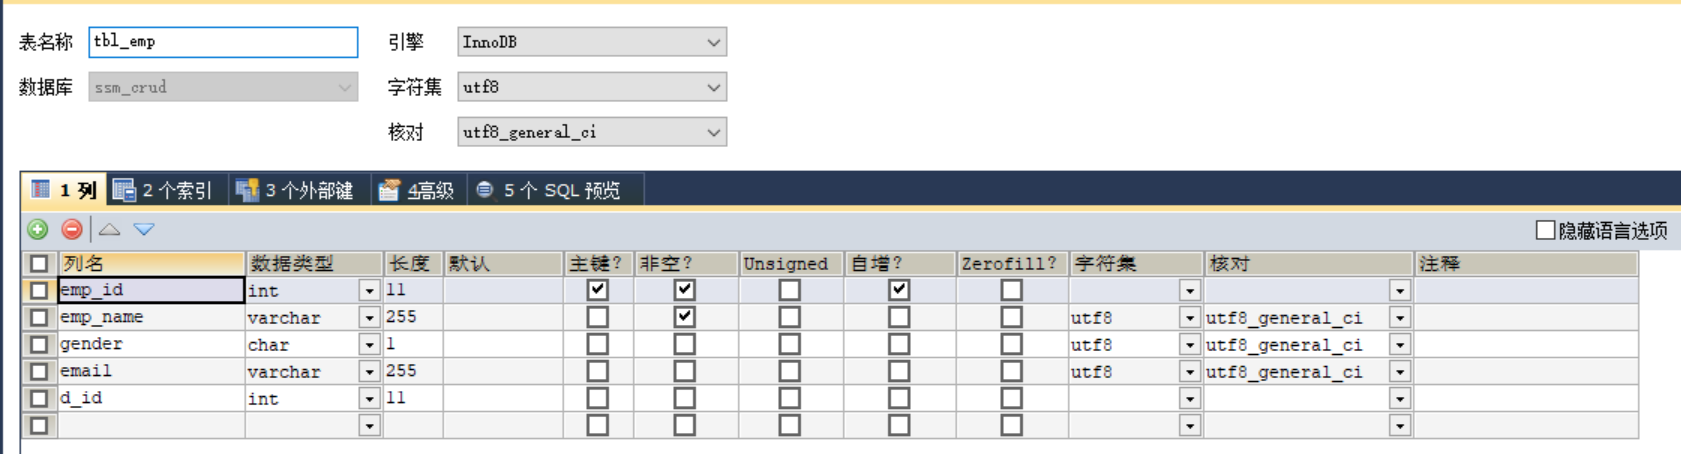 表名称 tbl_emp 引擎 InnoDB
数据库 ssm_crud 字符集 utf8
核对 utf8_general_ci
1 列 2 个索引 3 个外部键 4高级 5 个 SQL 预览
隐藏语言选项
列名 数据类型 长度 默认 主键? 非空? Unsigned 自增? Zerofill? 字符集 核对 注释
emp_id int 11
emp_name varchar 255 utf8 utf8_general_ci
gender char 1 utf8 utf8_general_ci
email varchar 255 utf8 utf8_general_ci
d_id int 11